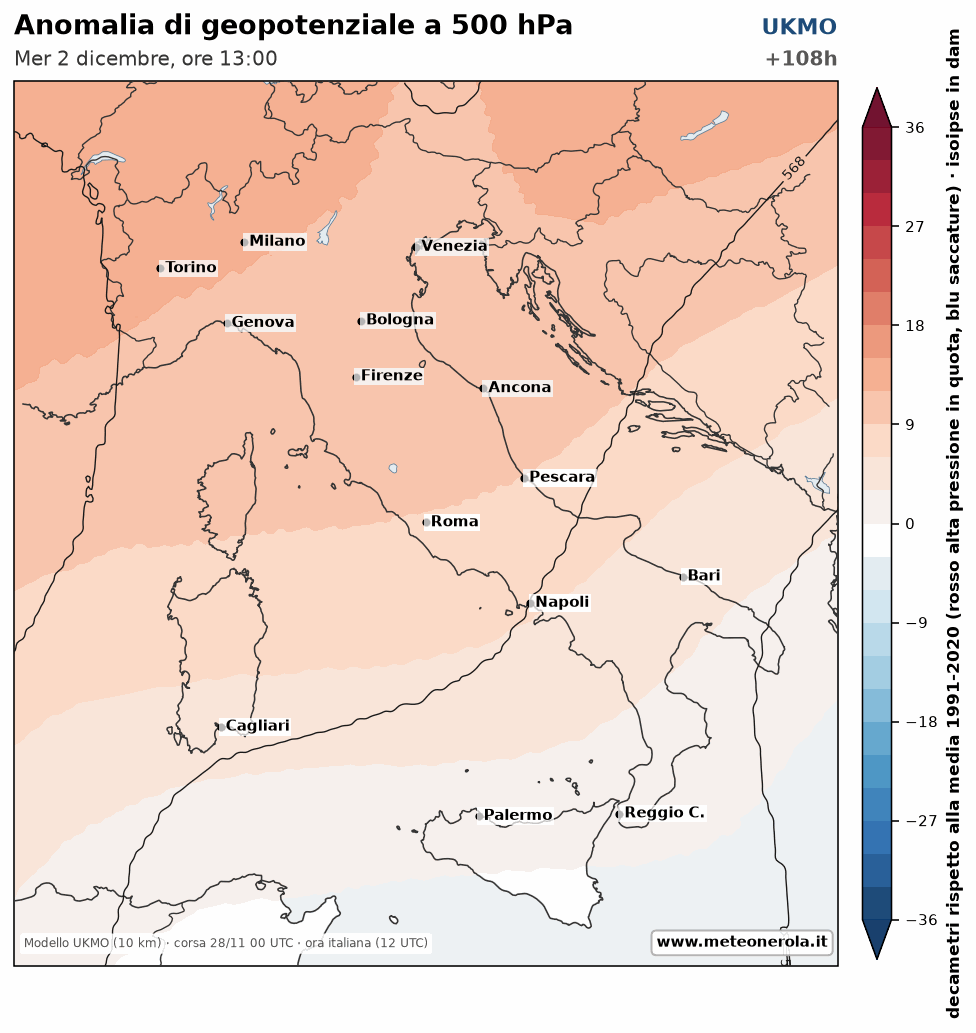 Anomalia di geopotenziale a 500 hPa
UKMO
Mer 2 dicembre, ore 13:00
+108h
568
Milano
Venezia
Torino
Genova
Bologna
Firenze
Ancona
Pescara
Roma
Bari
Napoli
Cagliari
Palermo
Reggio C.
Modello UKMO (10 km) · corsa 28/11 00 UTC · ora italiana (12 UTC)
www.meteonerola.it
36
27
18
9
0
−9
−18
−27
−36
decametri rispetto alla media 1991-2020 (rosso alta pressione in quota, blu saccature) · isoipse in dam